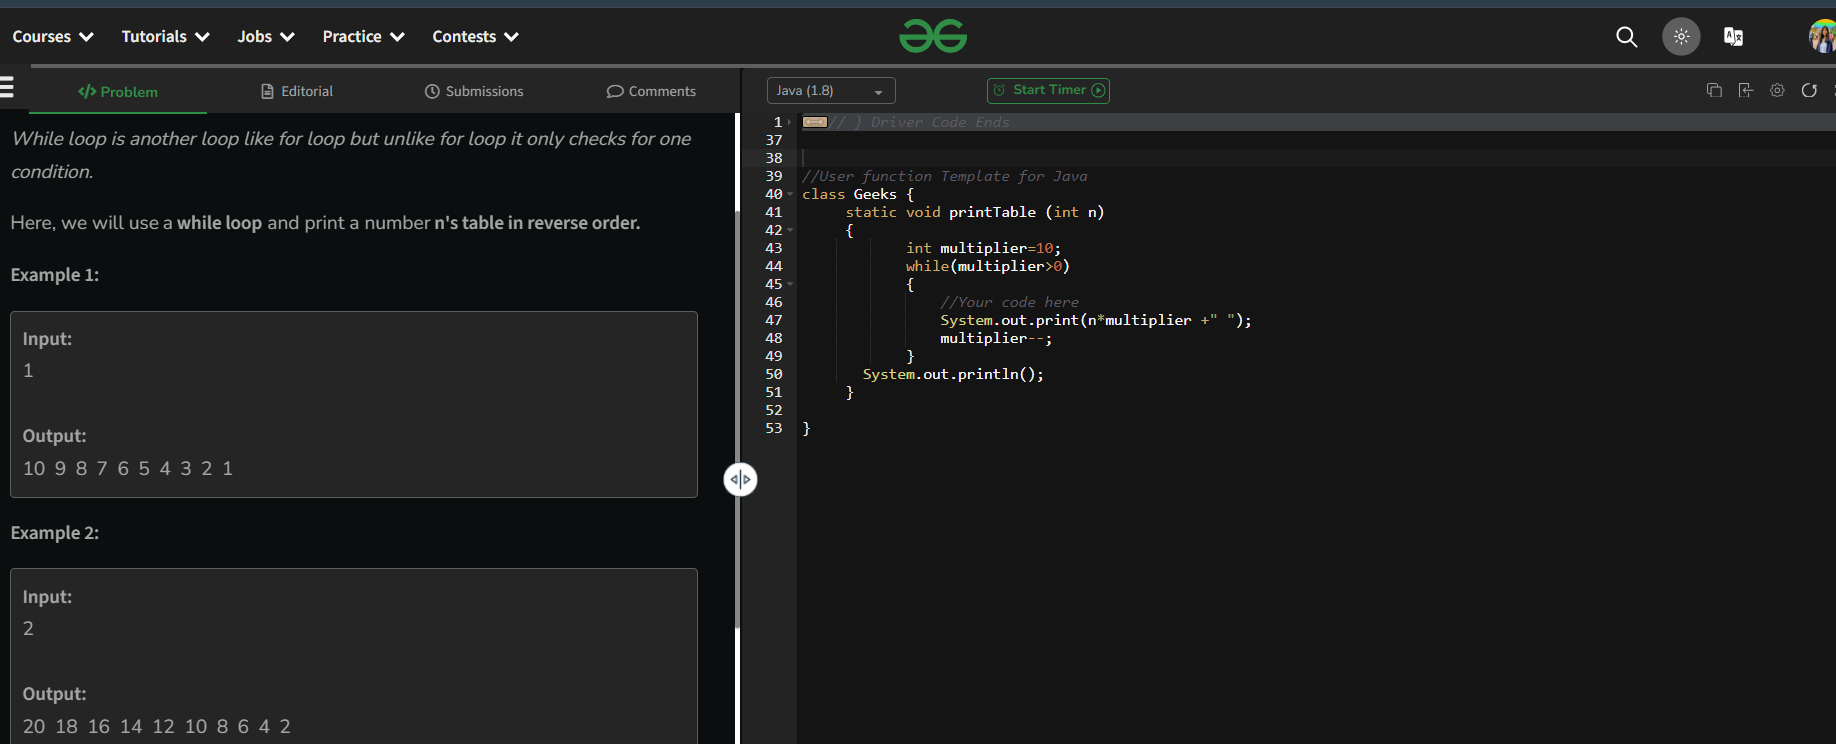 Courses Tutorials Jobs Practice Contests
</> Problem Editorial Submissions Comments
While loop is another loop like for loop but unlike for loop it only checks for one
condition.
Here, we will use a while loop and print a number n's table in reverse order.
Example 1:
Input:
1
Output:
10 9 8 7 6 5 4 3 2 1
Example 2:
Input:
2
Output:
20 18 16 14 12 10 8 6 4 2
Java (1.8) Start Timer
1 // } Driver Code Ends
37
38
39 //User function Template for Java
40 class Geeks {
41 static void printTable (int n)
42 {
43 int multiplier=10;
44 while(multiplier>0)
45 {
46 //Your code here
47 System.out.print(n*multiplier +" ");
48 multiplier--;
49 }
50 System.out.println();
51 }
52
53 }